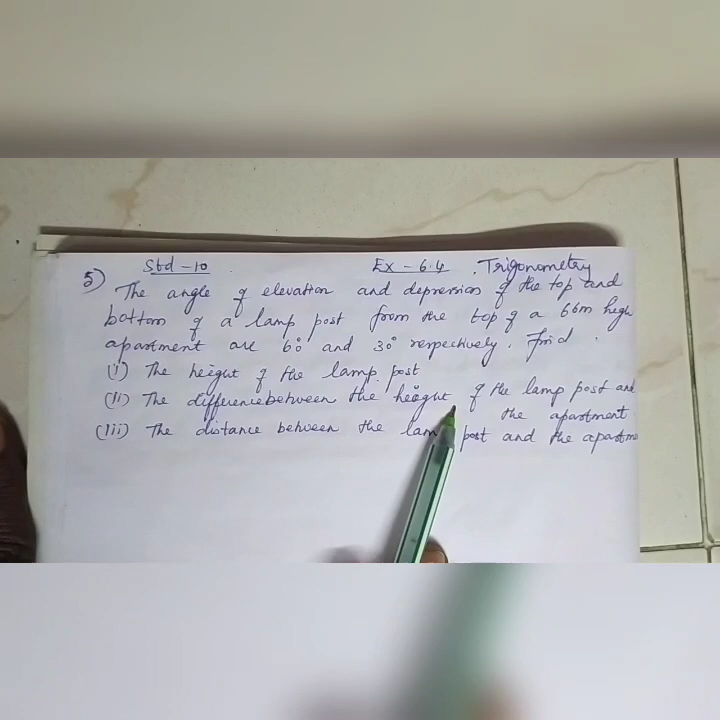 Std - 10 Ex - 6.4 Trigonometry
5) The angle of elevation and depression of the top and
bottom of a lamp post from the top of a 66m high
apartment are 60° and 30° respectively. Find.
(i) The height of the lamp post
(ii) The difference between the height of the lamp post and
the apartment
(iii) The distance between the lam post and the apartme